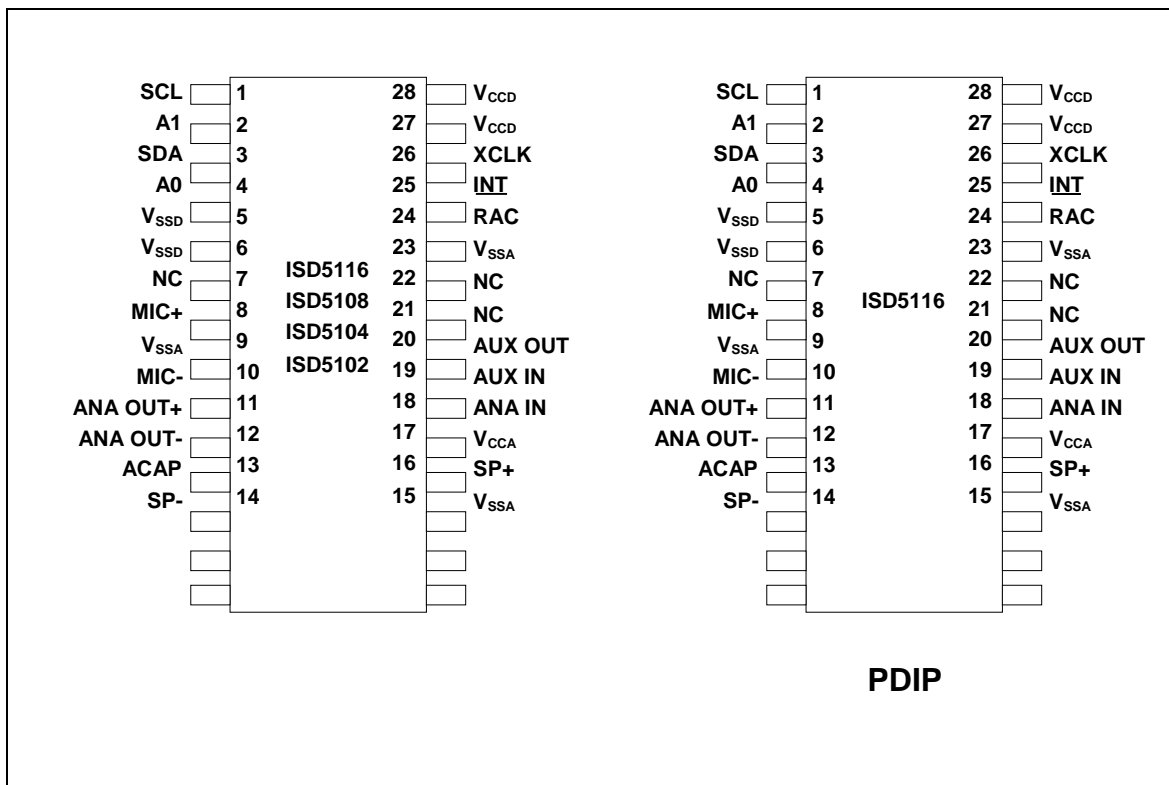 SCL 1 28 VCCD
A1 2 27 VCCD
SDA 3 26 XCLK
A0 4 25 INT
VSSD 5 24 RAC
VSSD 6 23 VSSA
NC 7 ISD5116 22 NC
MIC+ 8 ISD5108 21 NC
VSSA 9 ISD5104 20 AUX OUT
MIC- 10 ISD5102 19 AUX IN
ANA OUT+ 11 18 ANA IN
ANA OUT- 12 17 VCCA
ACAP 13 16 SP+
SP- 14 15 VSSA
SCL 1 28 VCCD
A1 2 27 VCCD
SDA 3 26 XCLK
A0 4 25 INT
VSSD 5 24 RAC
VSSD 6 23 VSSA
NC 7 22 NC
MIC+ 8 ISD5116 21 NC
VSSA 9 20 AUX OUT
MIC- 10 19 AUX IN
ANA OUT+ 11 18 ANA IN
ANA OUT- 12 17 VCCA
ACAP 13 16 SP+
SP- 14 15 VSSA
PDIP